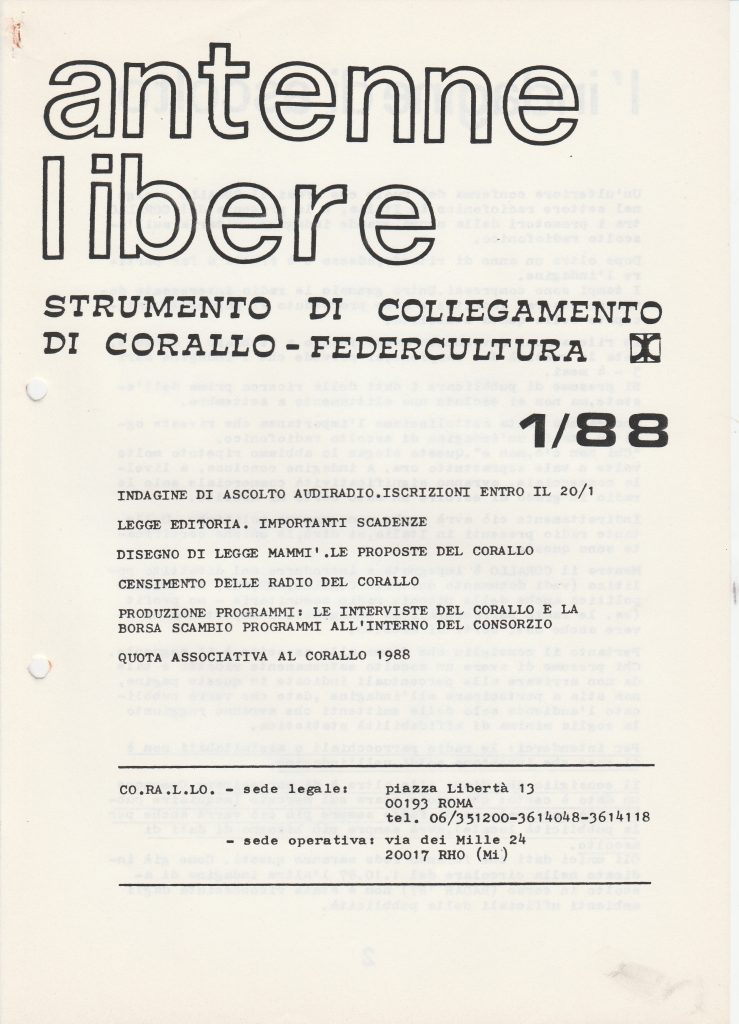 antenne
libere
STRUMENTO DI COLLEGAMENTO
DI CORALLO - FEDERCULTURA
1/88
INDAGINE DI ASCOLTO AUDIRADIO.ISCRIZIONI ENTRO IL 20/1
LEGGE EDITORIA. IMPORTANTI SCADENZE
DISEGNO DI LEGGE MAMMI'.LE PROPOSTE DEL CORALLO
CENSIMENTO DELLE RADIO DEL CORALLO
PRODUZIONE PROGRAMMI: LE INTERVISTE DEL CORALLO E LA
BORSA SCAMBIO PROGRAMMI ALL'INTERNO DEL CONSORZIO
QUOTA ASSOCIATIVA AL CORALLO 1988
CO.RA.L.LO. - sede legale: piazza Libertà 13
00193 ROMA
tel. 06/351200-3614048-3614118
- sede operativa: via dei Mille 24
20017 RHO (Mi)